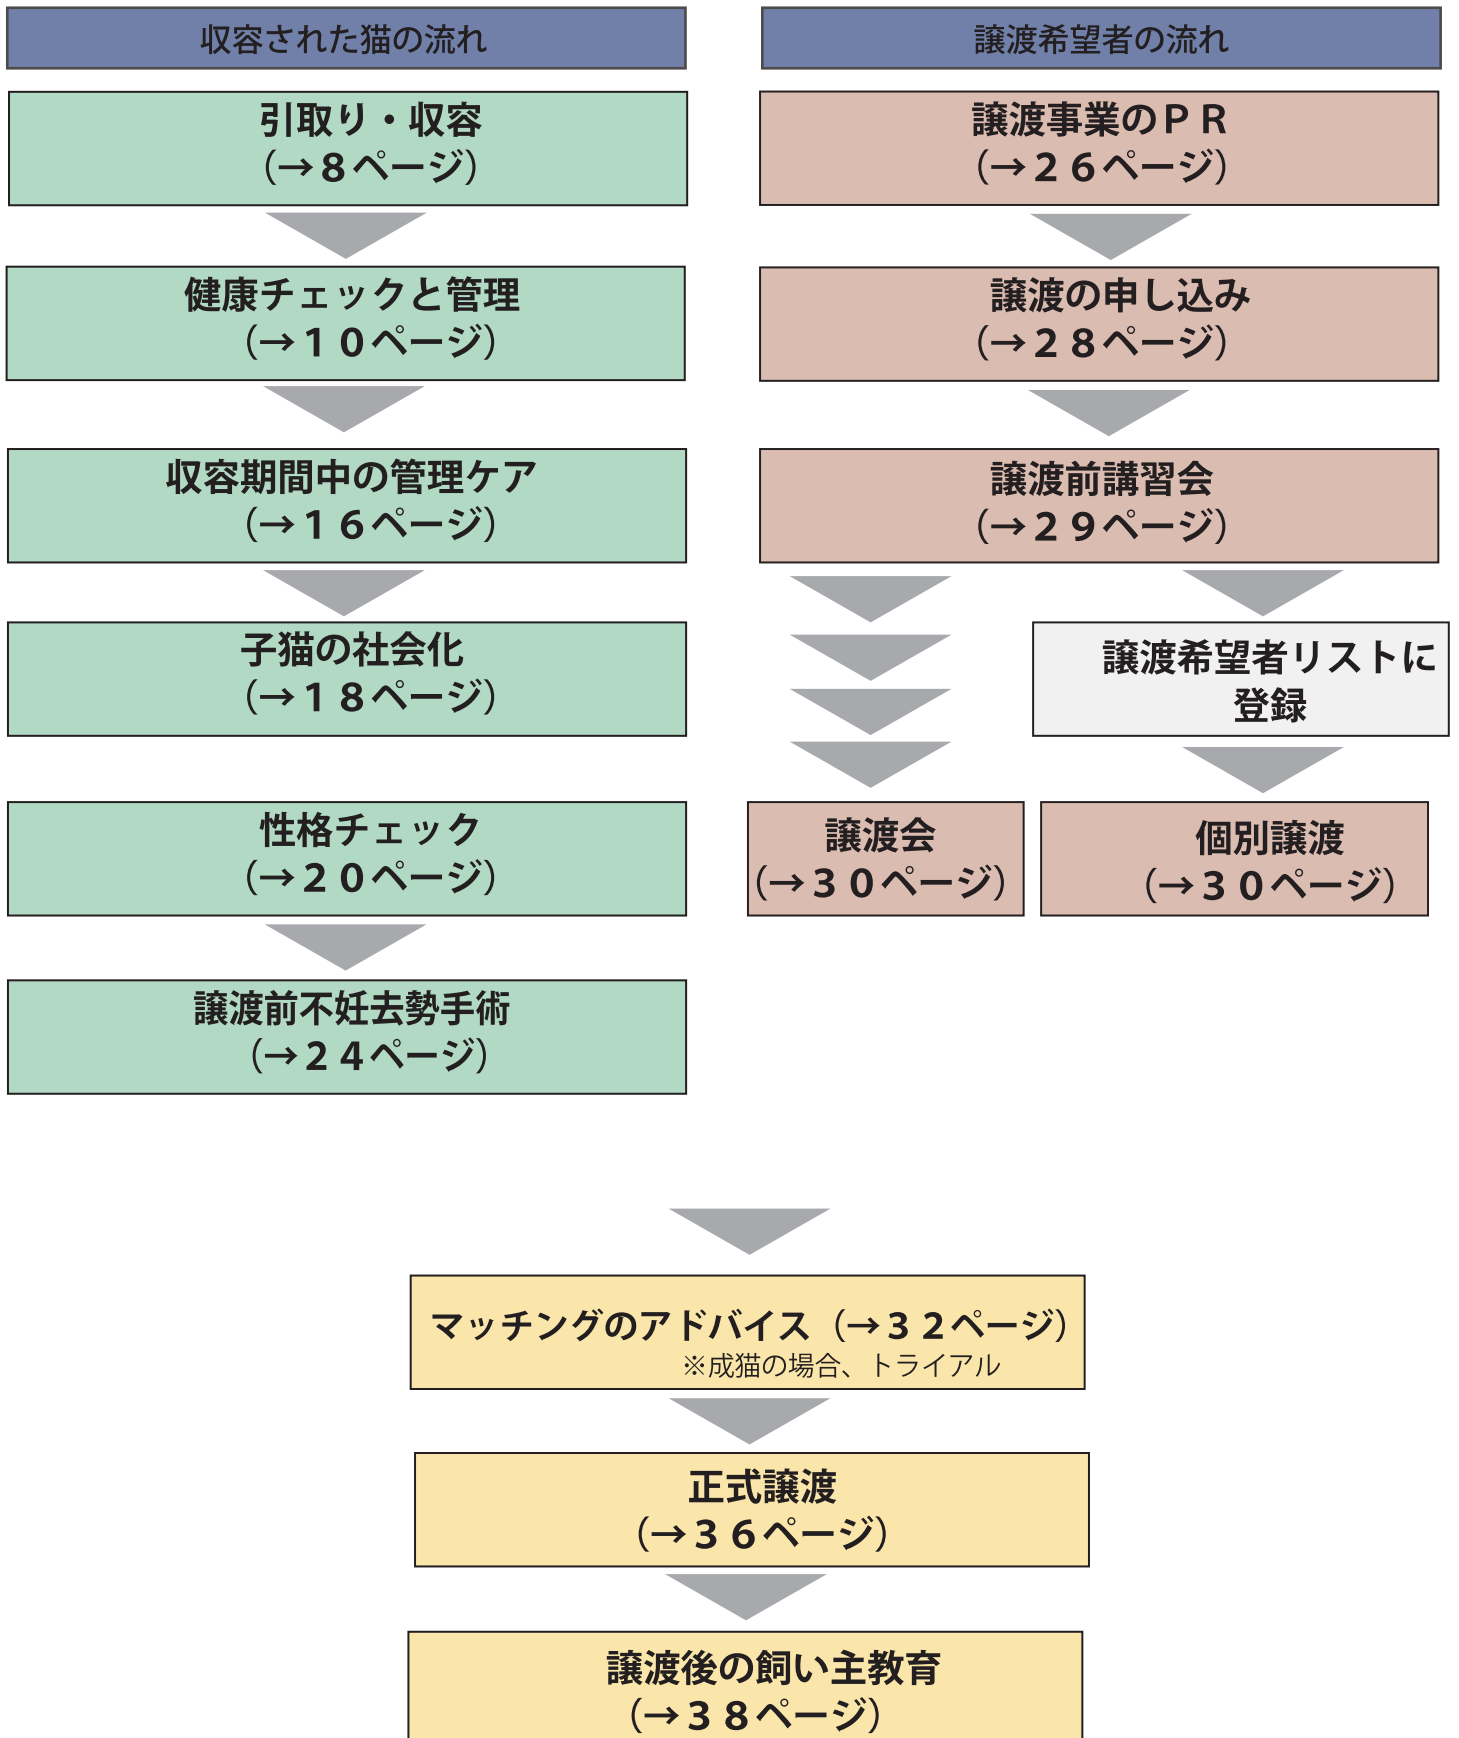 収容された猫の流れ
引取り・収容
（→８ページ）
健康チェックと管理
（→１０ページ）
収容期間中の管理ケア
（→１６ページ）
子猫の社会化
（→１８ページ）
性格チェック
（→２０ページ）
譲渡前不妊去勢手術
（→２４ページ）
譲渡希望者の流れ
譲渡事業のＰＲ
（→２６ページ）
譲渡の申し込み
（→２８ページ）
譲渡前講習会
（→２９ページ）
譲渡希望者リストに
登録
譲渡会
（→３０ページ）
個別譲渡
（→３０ページ）
マッチングのアドバイス（→３２ページ）
※成猫の場合、トライアル
正式譲渡
（→３６ページ）
譲渡後の飼い主教育
（→３８ページ）